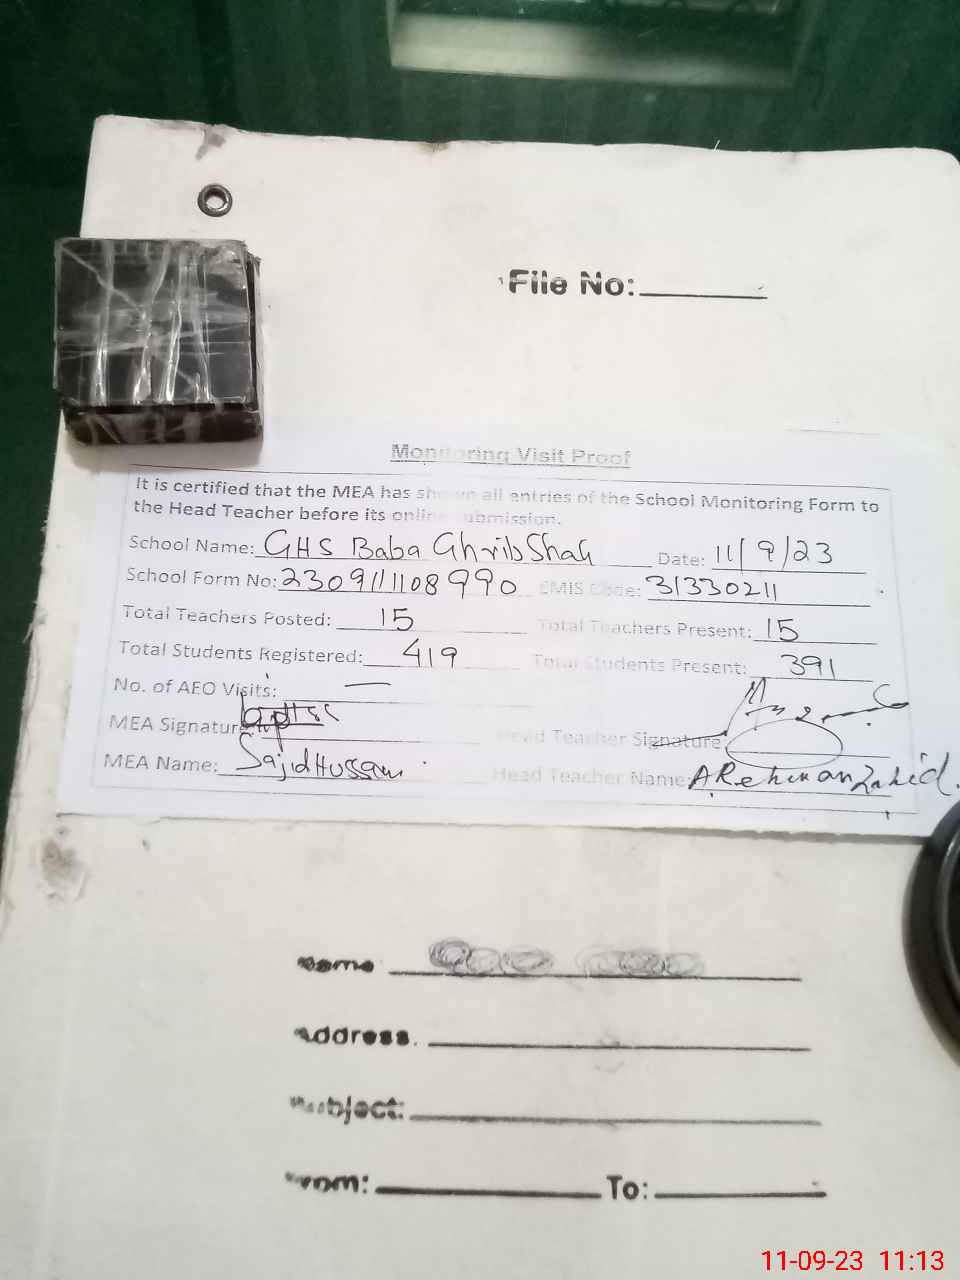 File No:
Monitoring Visit Proof
It is certified that the MEA has shown all entries of the School Monitoring Form to
the Head Teacher before its online submission.
School Name: GHS Baba Ghrib Shah Date: 11/9/23
School Form No: 230911108990 EMIS Code: 31330211
Total Teachers Posted: 15 Total Teachers Present: 15
Total Students Registered: 419 Total Students Present: 391
No. of AEO Visits: —
MEA Signature: Head Teacher Signature:
MEA Name: Sajid Hussain Head Teacher Name: A Rehman Zahid.
Name
Address.
Subject:
From: To:
11-09-23 11:13